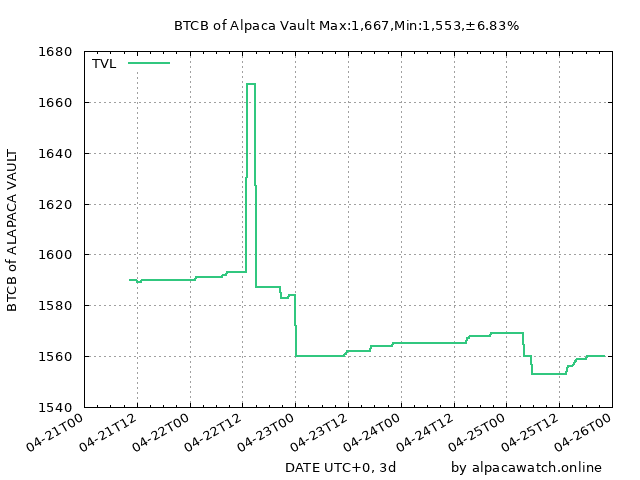 BTCB of Alpaca Vault Max:1,667,Min:1,553,±6.83%
TVL
BTCB of ALAPACA VAULT
1680
1660
1640
1620
1600
1580
1560
1540
04-21T00
04-21T12
04-22T00
04-22T12
04-23T00
04-23T12
04-24T00
04-24T12
04-25T00
04-25T12
04-26T00
DATE UTC+0, 3d
by alpacawatch.online